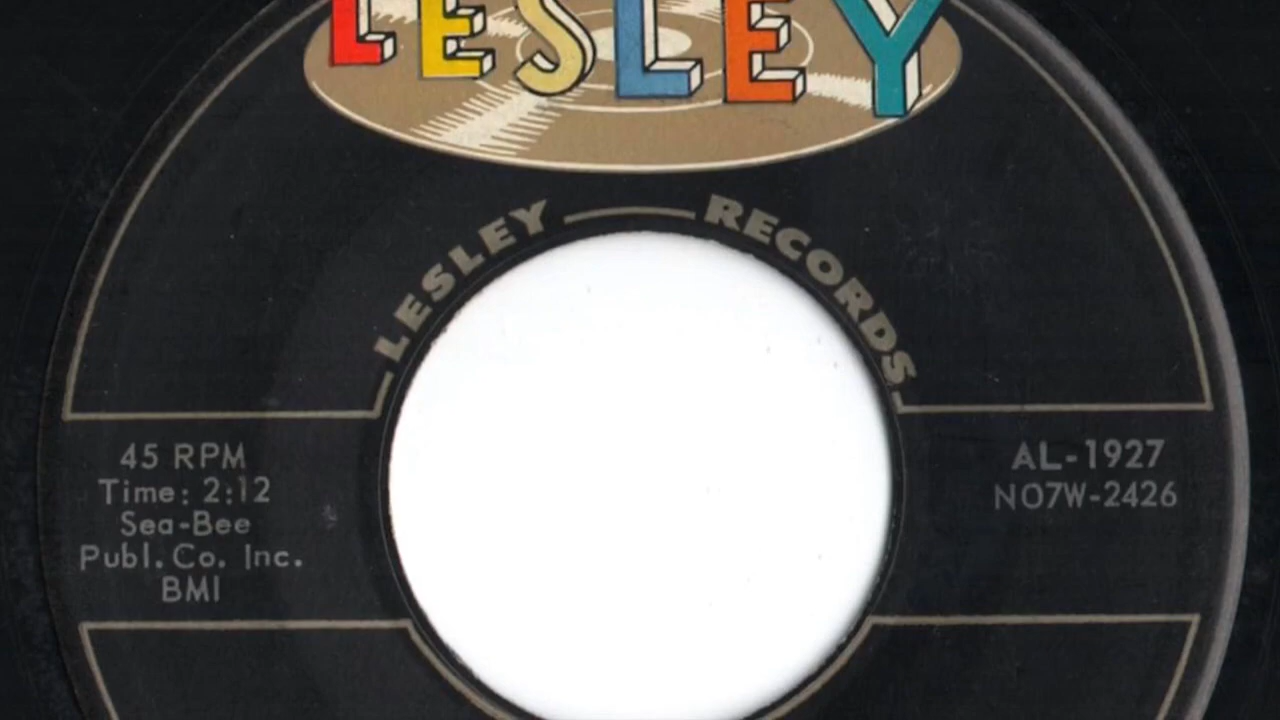 LESLEY
LESLEY RECORDS
45 RPM
Time: 2:12
Sea-Bee
Publ. Co. Inc.
BMI
AL-1927
NO7W-2426